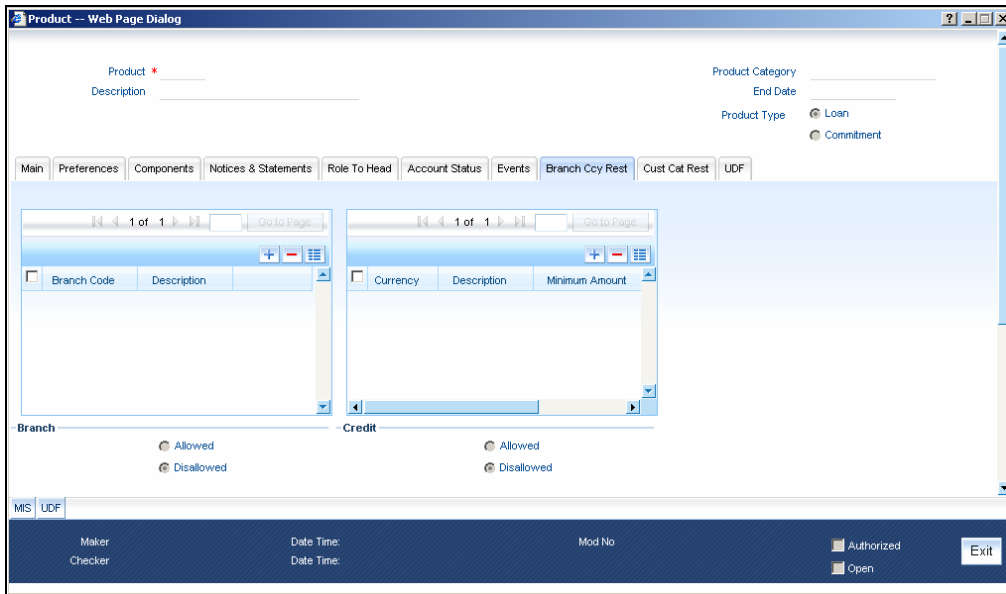 Product -- Web Page Dialog
Product *
Product Category
Description
End Date
Product Type
Loan
Commitment
Main Preferences Components Notices & Statements Role To Head Account Status Events Branch Ccy Rest Cust Cat Rest UDF
1 of 1 Go to Page
1 of 1 Go to Page
Branch Code Description
Currency Description Minimum Amount
Branch
Allowed
Disallowed
Credit
Allowed
Disallowed
MIS UDF
Maker Date Time: Mod No
Checker Date Time:
Authorized
Open
Exit